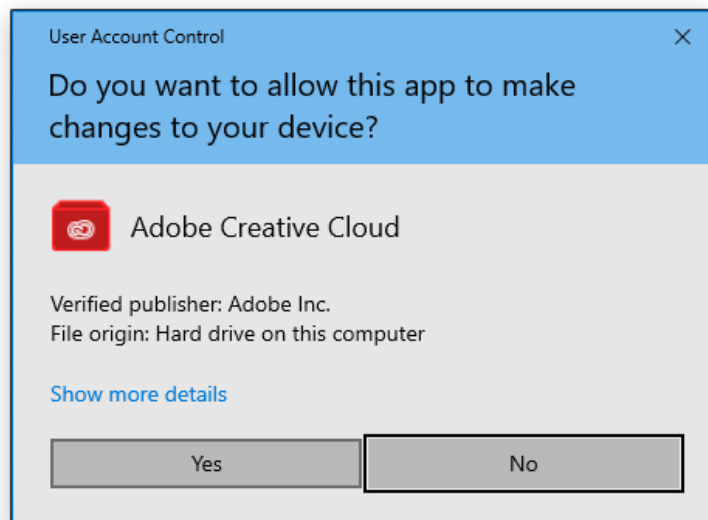 User Account Control
Do you want to allow this app to make
changes to your device?
Adobe Creative Cloud
Verified publisher: Adobe Inc.
File origin: Hard drive on this computer
Show more details
Yes
No